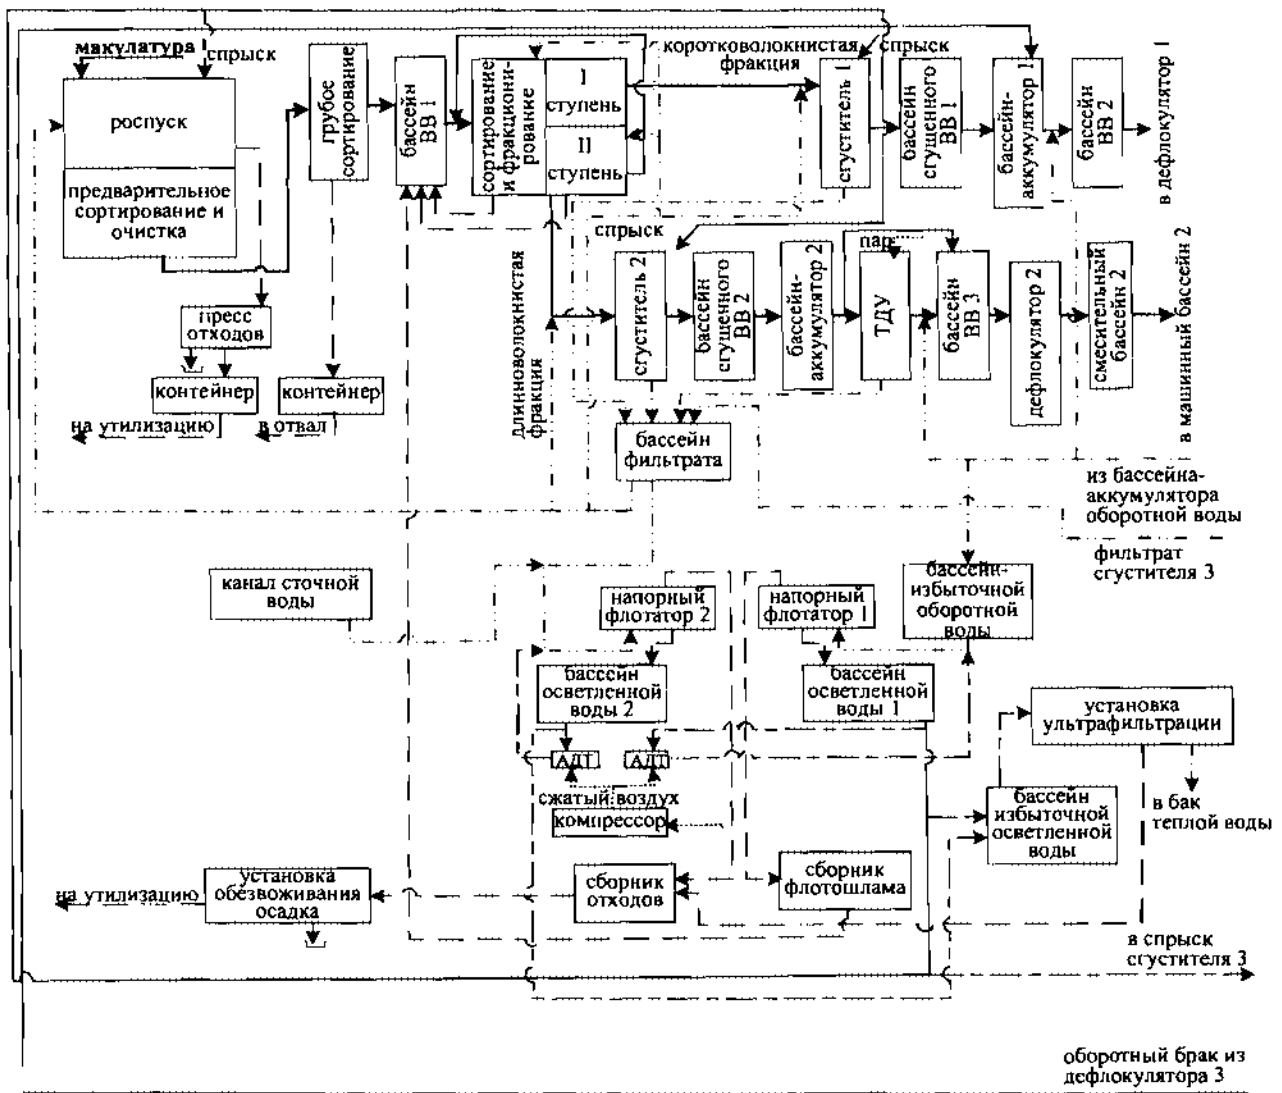 макулатура
спрыск
роспуск
предварительное
сортирование и
очистка
грубое
сортирование
бассейн
ВВ 1
сортирование
и фракциони-
рование
I
ступень
II
ступень
коротковолокнистая
фракция
спрыск
сгуститель 1
бассейн
сгущенного
ВВ 1
бассейн-
аккумулятор 1
бассейн
ВВ 2
в дефлокулятор 1
длинноволокнистая
фракция
спрыск
сгуститель 2
бассейн
сгущенного
ВВ 2
бассейн-
аккумулятор 2
пар
ТДУ
бассейн
ВВ 3
дефлокулятор 2
смесительный
бассейн 2
в машинный бассейн 2
пресс
отходов
контейнер
контейнер
на утилизацию
в отвал
бассейн
фильтрата
из бассейна-
аккумулятора
оборотной воды
фильтрат
сгустителя 3
канал сточной
воды
напорный
флотатор 2
напорный
флотатор 1
бассейн-
избыточной
оборотной
воды
бассейн
осветленной
воды 2
бассейн
осветленной
воды 1
установка
ультрафильтрации
АДТ
АДТ
сжатый воздух
компрессор
бассейн
избыточной
осветленной
воды
в бак
теплой воды
на утилизацию
установка
обезвоживания
осадка
сборник
отходов
сборник
флотошлама
в спрыск
сгустителя 3
оборотный брак из
дефлокулятора 3